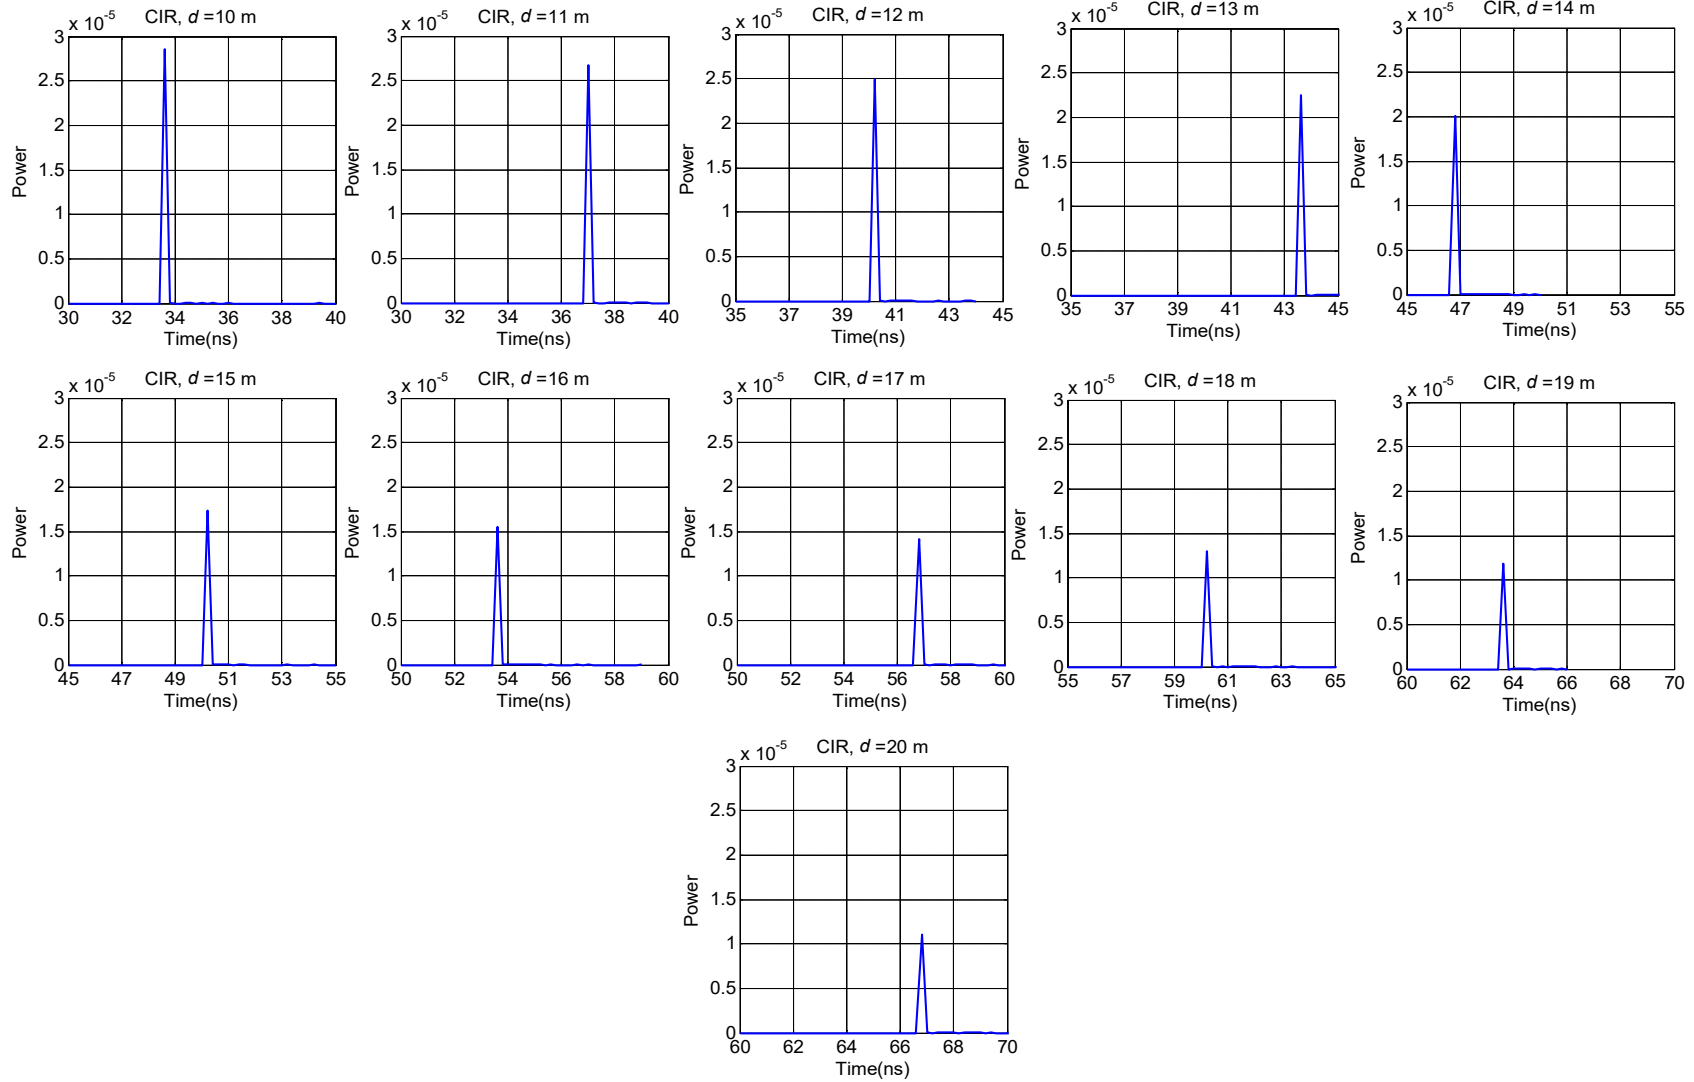 CIR, d =10 m
x 10-5
3
2.5
2
1.5
1
0.5
0
Power
30 32 34 36 38 40
Time(ns)
CIR, d =11 m
x 10-5
3
2.5
2
1.5
1
0.5
0
Power
30 32 34 36 38 40
Time(ns)
CIR, d =12 m
x 10-5
3
2.5
2
1.5
1
0.5
0
Power
35 37 39 41 43 45
Time(ns)
CIR, d =13 m
x 10-5
3
2.5
2
1.5
1
0.5
0
Power
35 37 39 41 43 45
Time(ns)
CIR, d =14 m
x 10-5
3
2.5
2
1.5
1
0.5
0
Power
45 47 49 51 53 55
Time(ns)
CIR, d =15 m
x 10-5
3
2.5
2
1.5
1
0.5
0
Power
45 47 49 51 53 55
Time(ns)
CIR, d =16 m
x 10-5
3
2.5
2
1.5
1
0.5
0
Power
50 52 54 56 58 60
Time(ns)
CIR, d =17 m
x 10-5
3
2.5
2
1.5
1
0.5
0
Power
50 52 54 56 58 60
Time(ns)
CIR, d =18 m
x 10-5
3
2.5
2
1.5
1
0.5
0
Power
55 57 59 61 63 65
Time(ns)
CIR, d =19 m
x 10-5
3
2.5
2
1.5
1
0.5
0
Power
60 62 64 66 68 70
Time(ns)
CIR, d =20 m
x 10-5
3
2.5
2
1.5
1
0.5
0
Power
60 62 64 66 68 70
Time(ns)